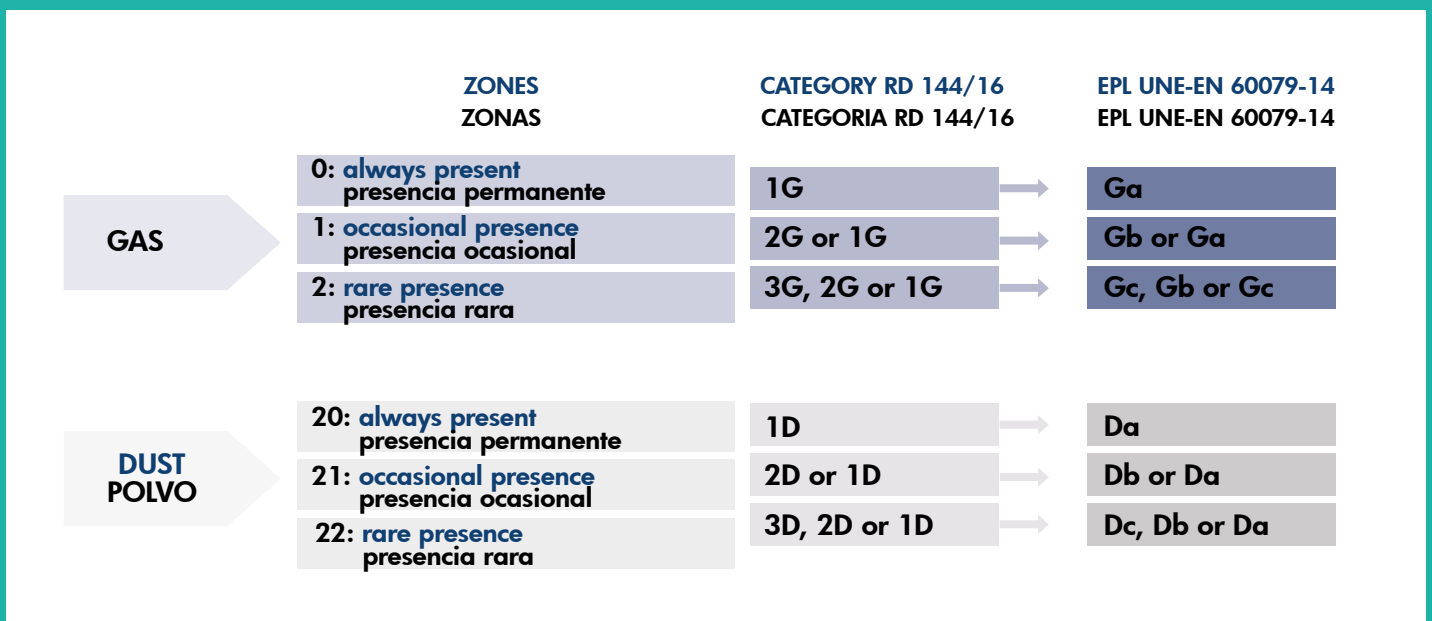 ZONES
ZONAS
CATEGORY RD 144/16
CATEGORIA RD 144/16
EPL UNE-EN 60079-14
EPL UNE-EN 60079-14
GAS
0: always present
presencia permanente
1G
Ga
1: occasional presence
presencia ocasional
2G or 1G
Gb or Ga
2: rare presence
presencia rara
3G, 2G or 1G
Gc, Gb or Gc
DUST
POLVO
20: always present
presencia permanente
1D
Da
21: occasional presence
presencia ocasional
2D or 1D
Db or Da
22: rare presence
presencia rara
3D, 2D or 1D
Dc, Db or Da